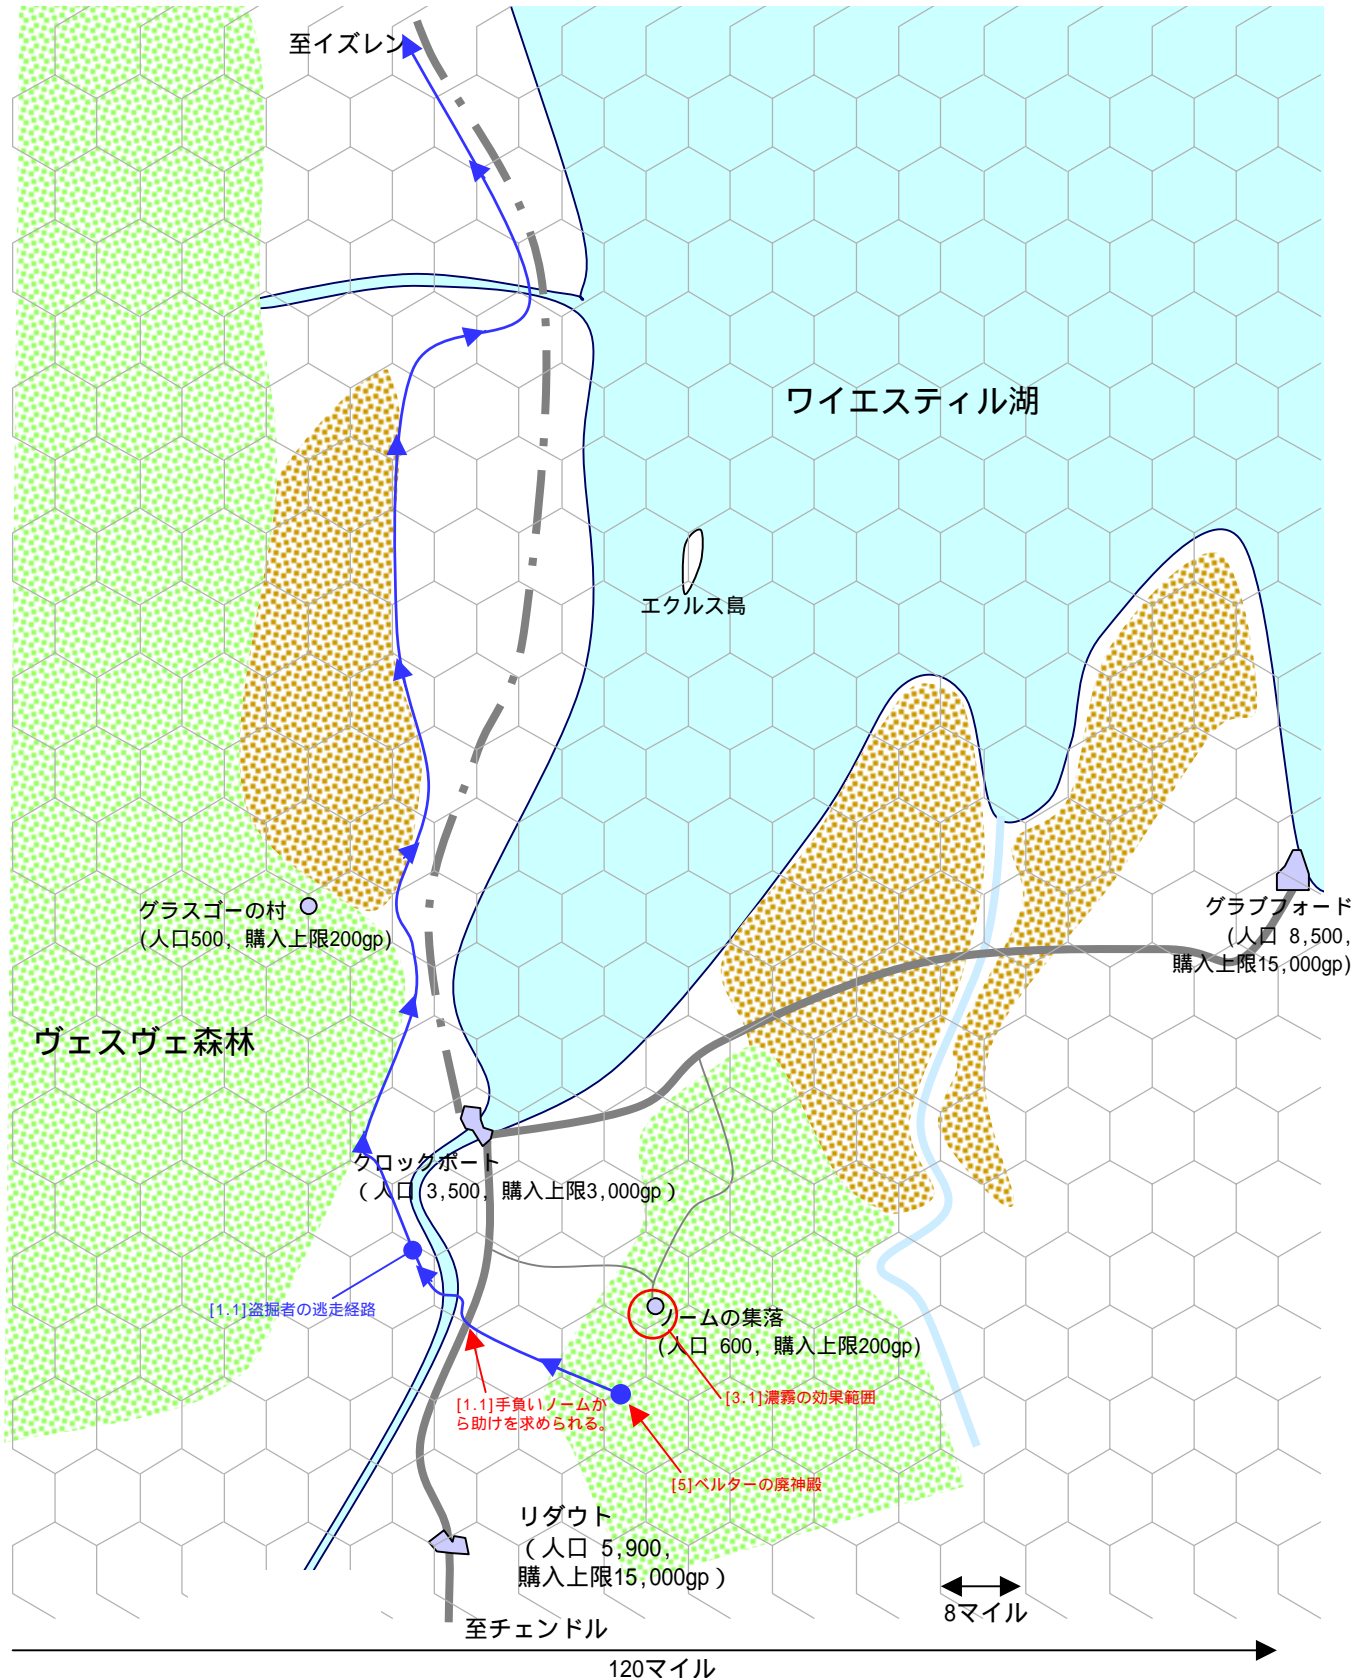 至イズレン
ワイエスティル湖
エクルス島
グラスゴーの村
(人口500, 購入上限200gp)
グラブフォード
(人口 8,500,
購入上限15,000gp)
ヴェスヴェ森林
クロックポート
(人口 3,500, 購入上限3,000gp)
[1.1]盗掘者の逃走経路
ノームの集落
(人口 600, 購入上限200gp)
[1.1]手負いノームか
ら助けを求められる。
[3.1]濃霧の効果範囲
[5]ベルターの廃神殿
リダウト
(人口 5,900,
購入上限15,000gp)
8マイル
至チェンドル
120マイル